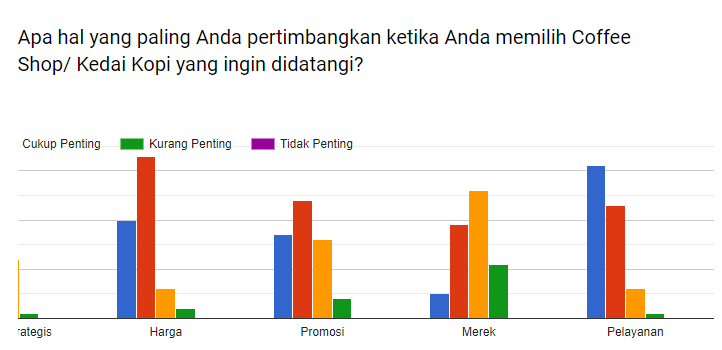 Apa hal yang paling Anda pertimbangkan ketika Anda memilih Coffee
Shop/ Kedai Kopi yang ingin didatangi?
Cukup Penting Kurang Penting Tidak Penting
rategis Harga Promosi Merek Pelayanan